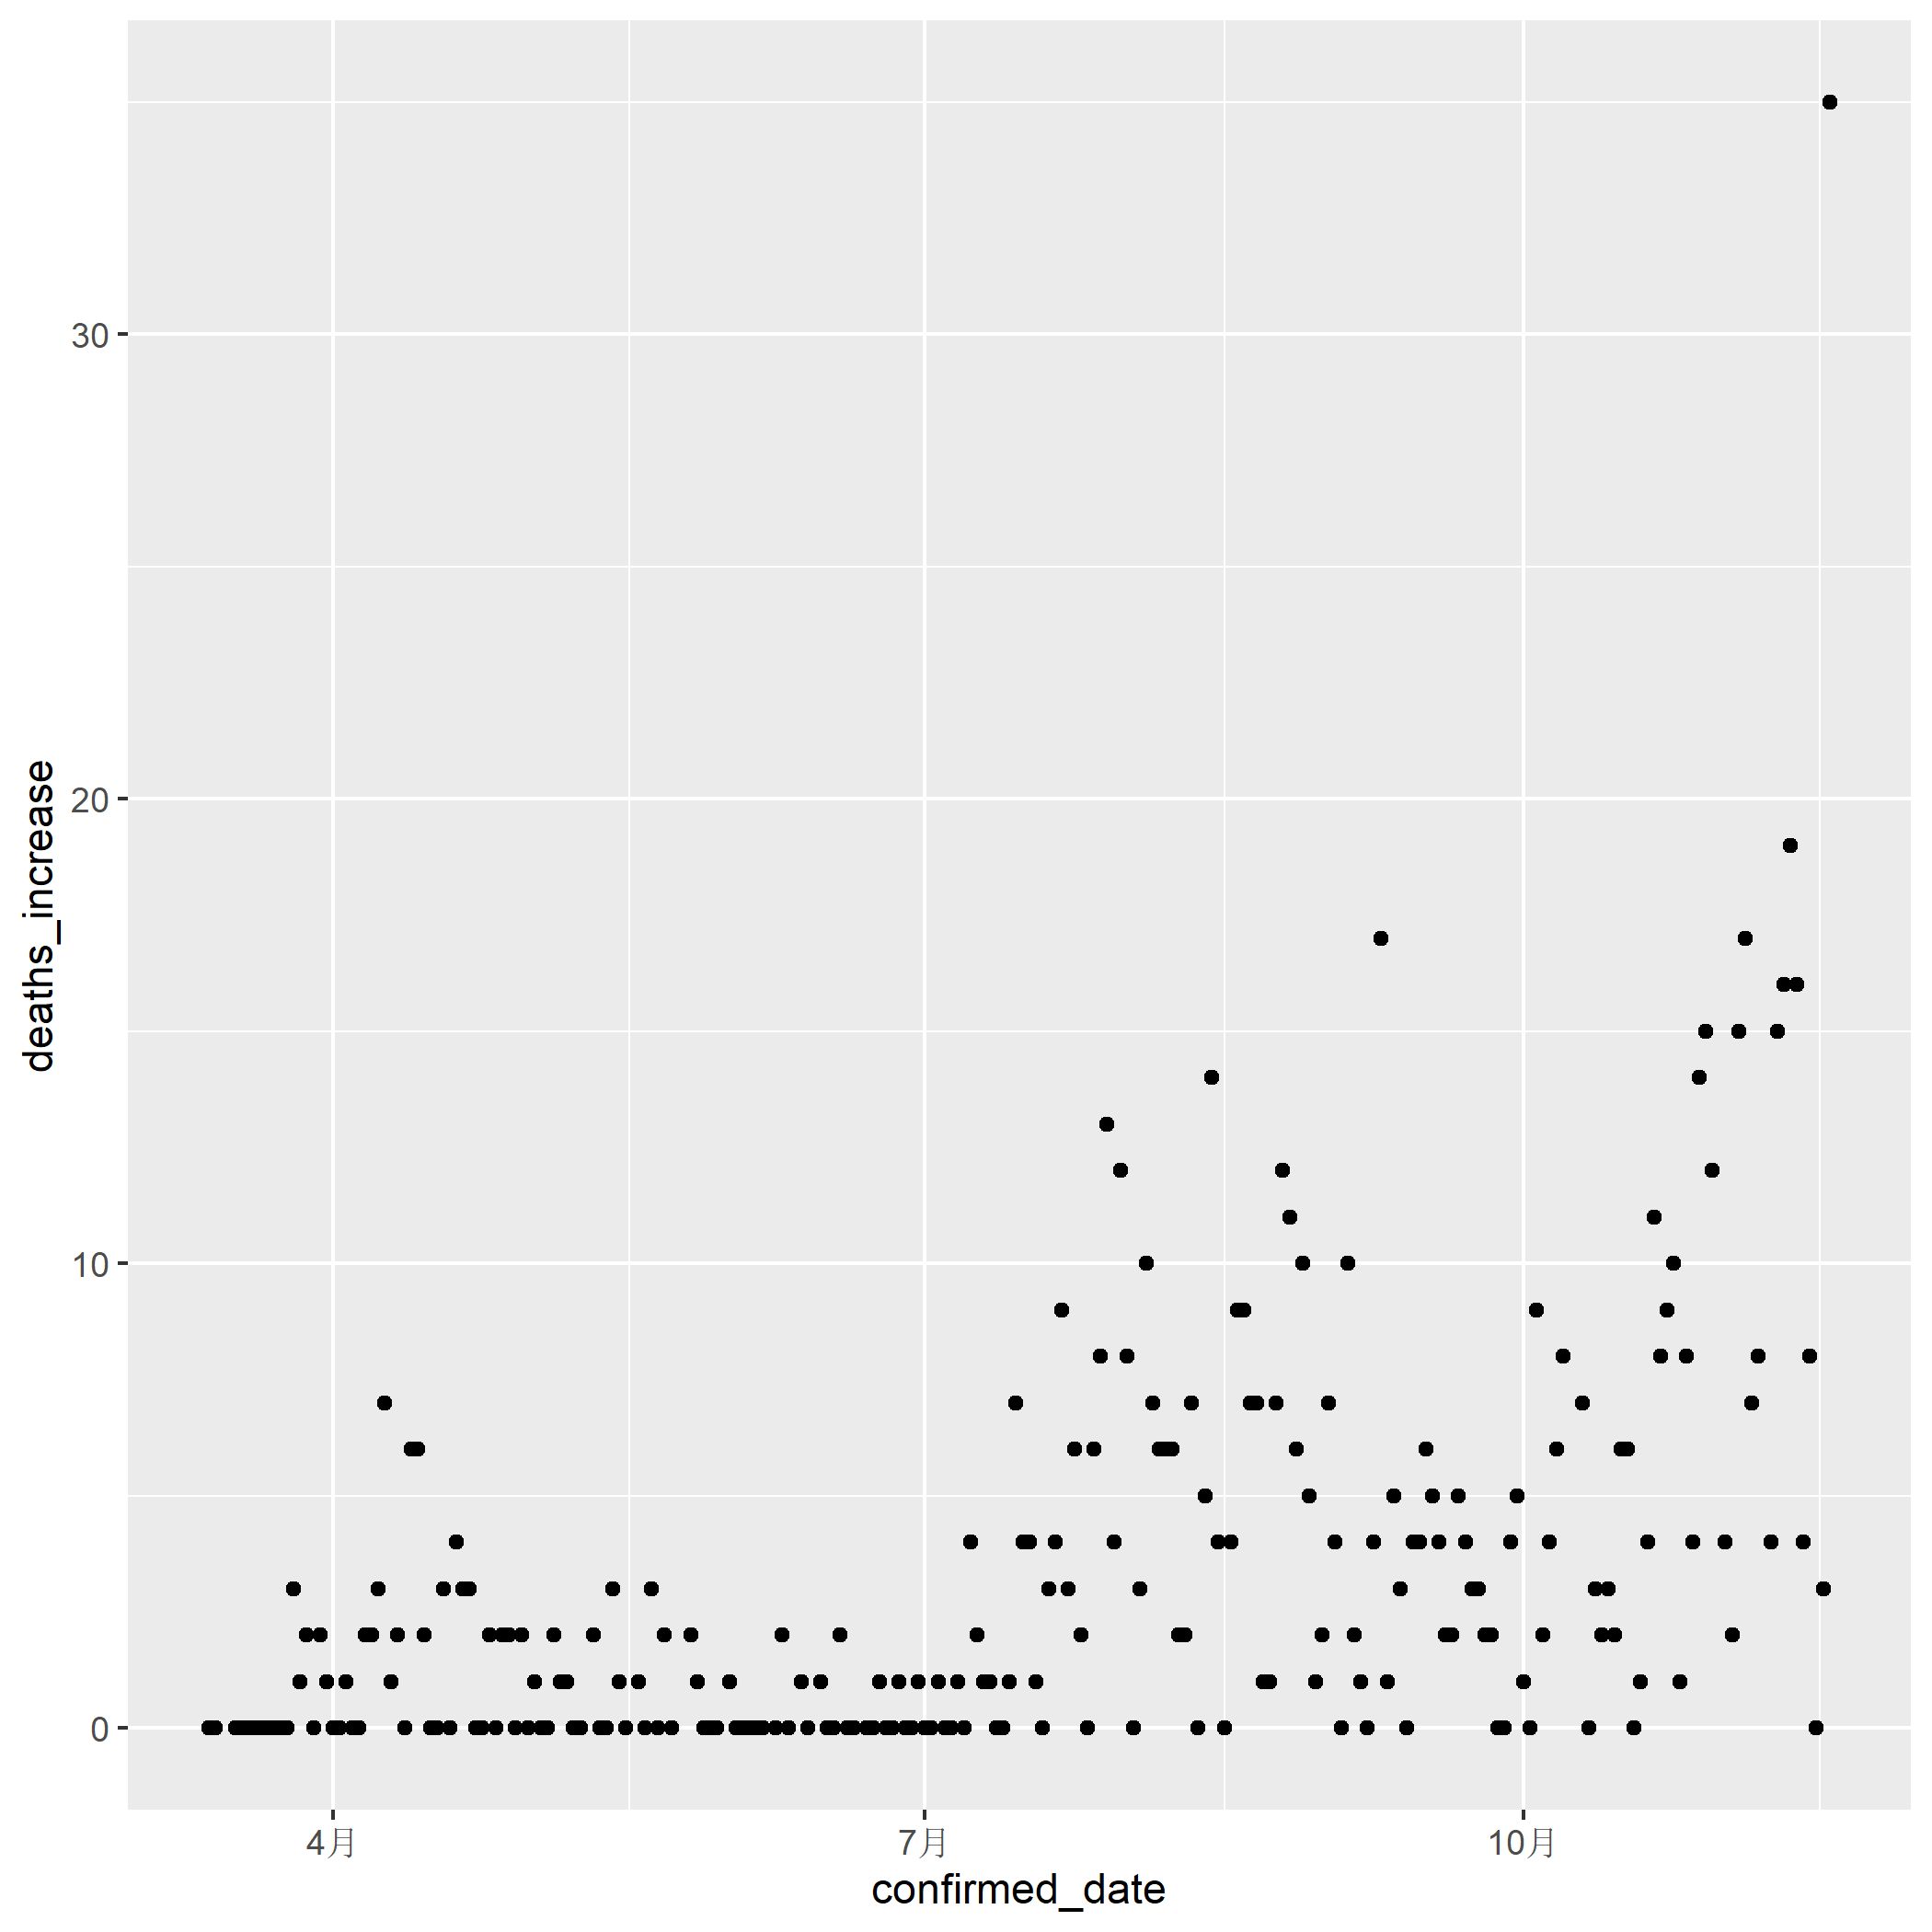 deaths_increase
30
20
10
0
4月
7月
10月
confirmed_date